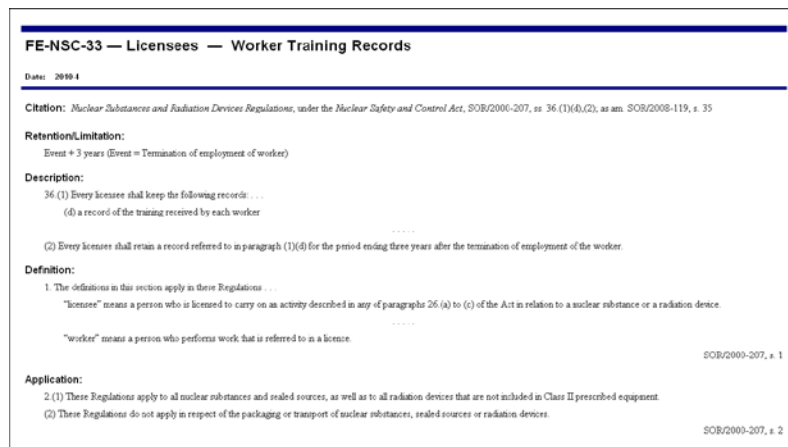 FE-NSC-33 — Licensees — Worker Training Records
Date: 2010-4
Citation: Nuclear Substances and Radiation Devices Regulations, under the Nuclear Safety and Control Act, SOR/2000-207, ss. 36.(1)(d),(2); as am. SOR/2008-119, s. 35
Retention/Limitation:
Event + 3 years (Event = Termination of employment of worker)
Description:
36.(1) Every licensee shall keep the following records: . . .
(d) a record of the training received by each worker
. . . . .
(2) Every licensee shall retain a record referred to in paragraph (1)(d) for the period ending three years after the termination of employment of the worker.
Definition:
1. The definitions in this section apply in these Regulations . . .
"licensee" means a person who is licensed to carry on an activity described in any of paragraphs 26.(a) to (c) of the Act in relation to a nuclear substance or a radiation device.
. . . . .
"worker" means a person who performs work that is referred to in a licence.
SOR/2000-207, s. 1
Application:
2.(1) These Regulations apply to all nuclear substances and sealed sources, as well as to all radiation devices that are not included in Class II prescribed equipment.
(2) These Regulations do not apply in respect of the packaging or transport of nuclear substances, sealed sources or radiation devices.
SOR/2000-207, s. 2